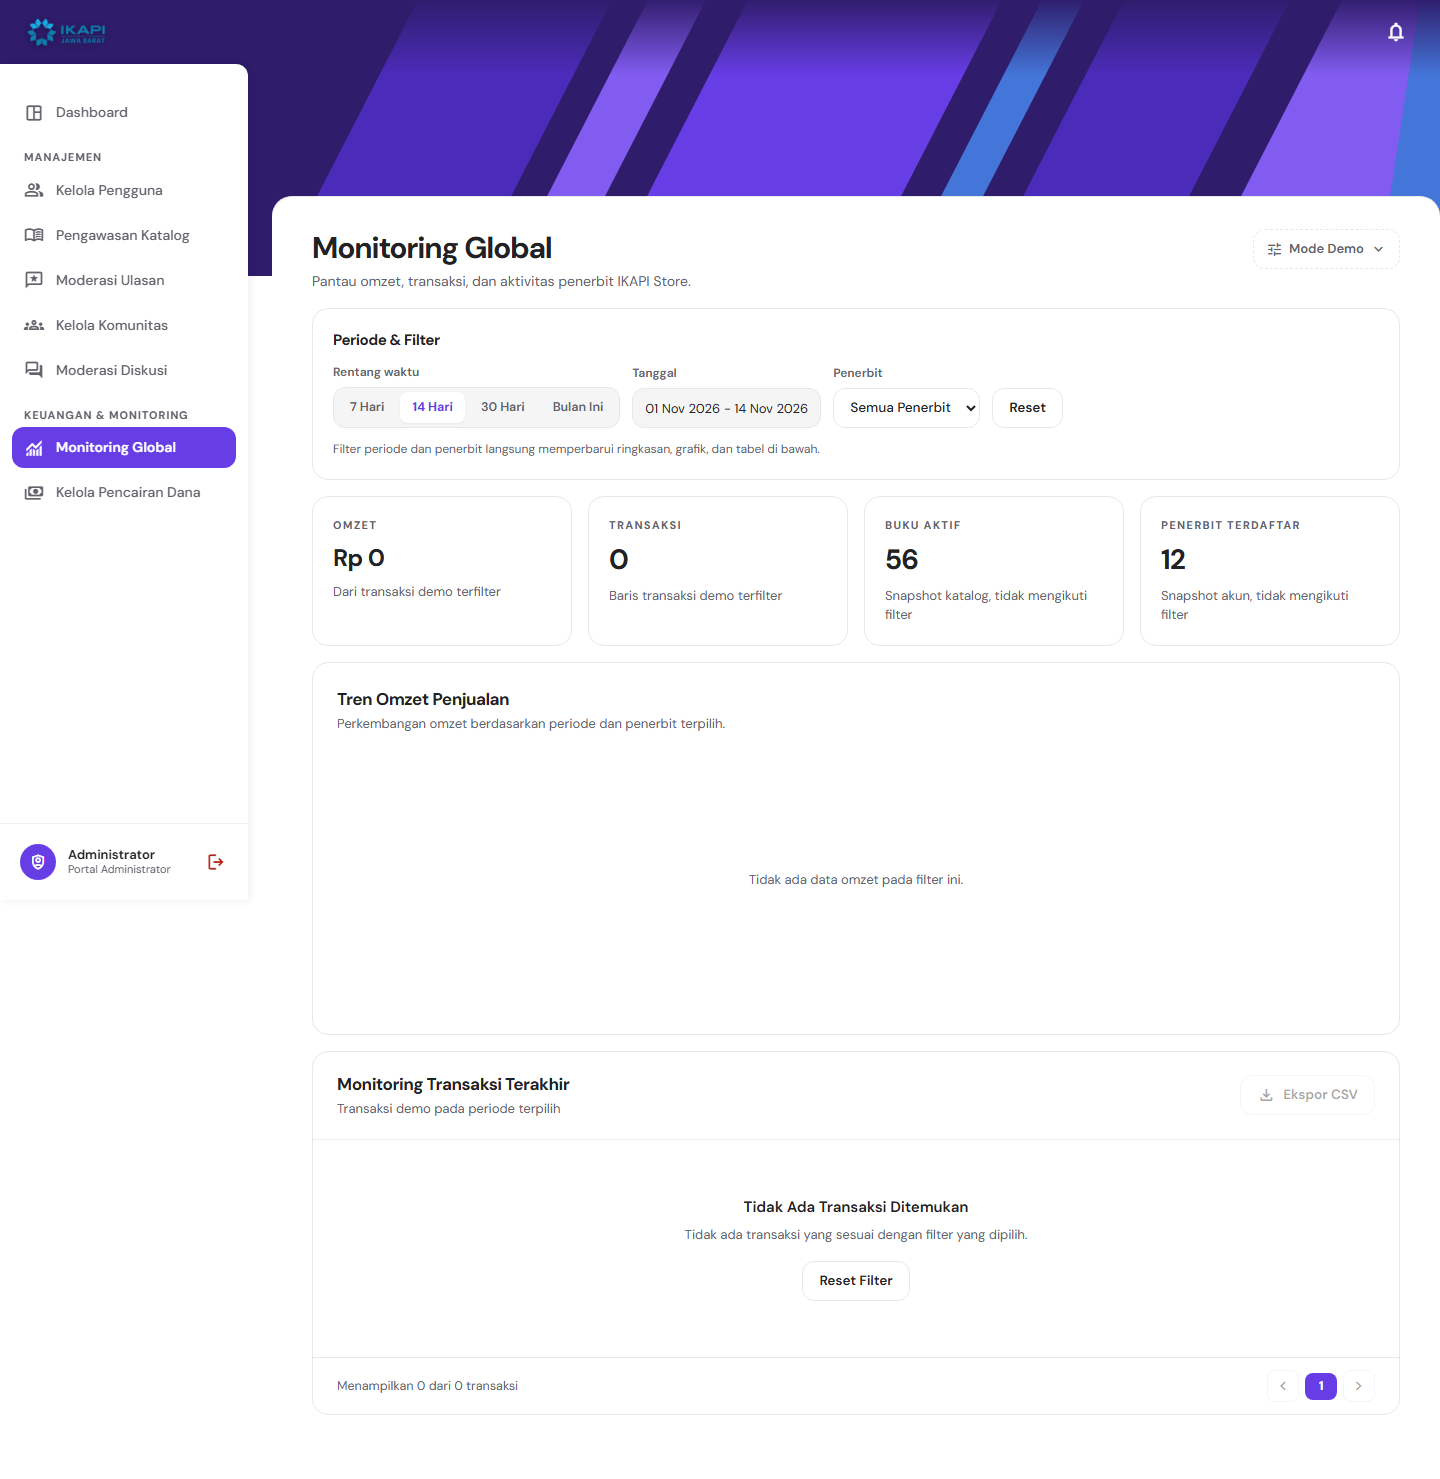 IKAPI
JAWA BARAT
Dashboard
MANAJEMEN
Kelola Pengguna
Pengawasan Katalog
Moderasi Ulasan
Kelola Komunitas
Moderasi Diskusi
KEUANGAN & MONITORING
Monitoring Global
Kelola Pencairan Dana
Administrator
Portal Administrator
Monitoring Global
Mode Demo
Pantau omzet, transaksi, dan aktivitas penerbit IKAPI Store.
Periode & Filter
Rentang waktu
Tanggal
Penerbit
7 Hari
14 Hari
30 Hari
Bulan Ini
01 Nov 2026 - 14 Nov 2026
Semua Penerbit
Reset
Filter periode dan penerbit langsung memperbarui ringkasan, grafik, dan tabel di bawah.
OMZET
Rp 0
Dari transaksi demo terfilter
TRANSAKSI
0
Baris transaksi demo terfilter
BUKU AKTIF
56
Snapshot katalog, tidak mengikuti
filter
PENERBIT TERDAFTAR
12
Snapshot akun, tidak mengikuti
filter
Tren Omzet Penjualan
Perkembangan omzet berdasarkan periode dan penerbit terpilih.
Tidak ada data omzet pada filter ini.
Monitoring Transaksi Terakhir
Transaksi demo pada periode terpilih
Ekspor CSV
Tidak Ada Transaksi Ditemukan
Tidak ada transaksi yang sesuai dengan filter yang dipilih.
Reset Filter
Menampilkan 0 dari 0 transaksi
1